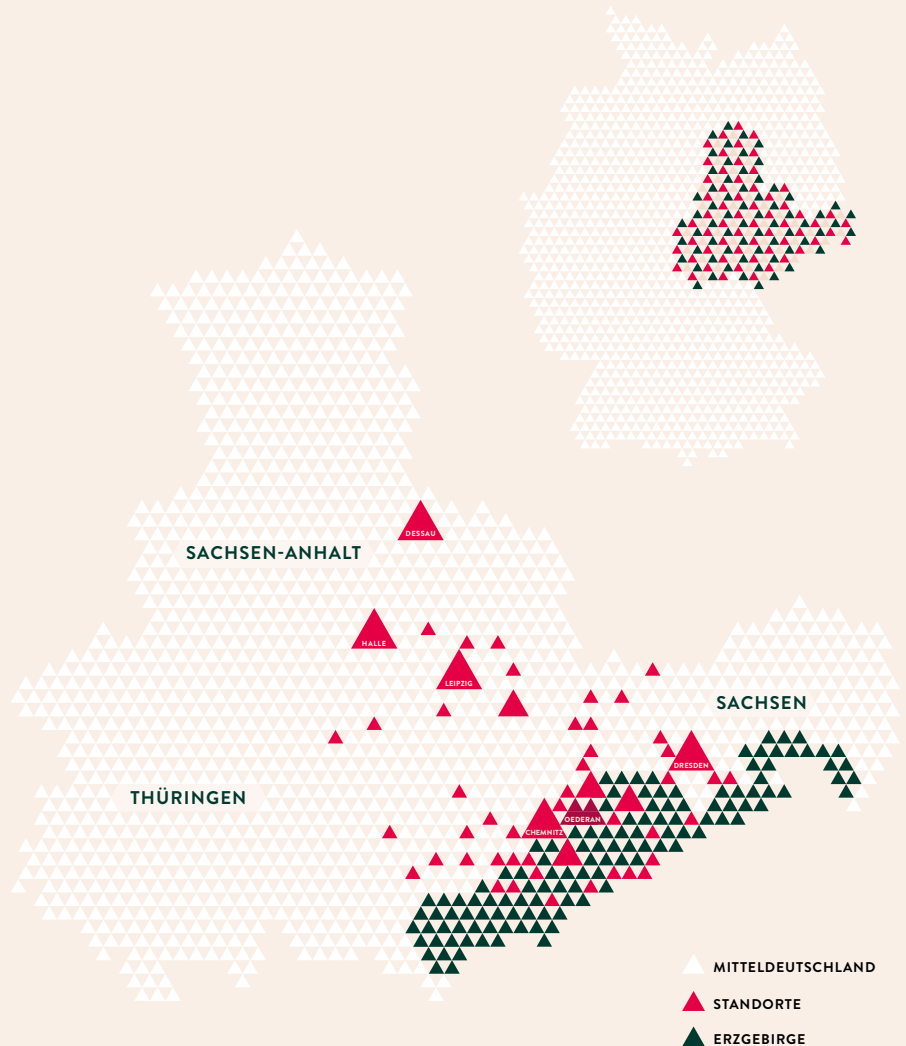 DESSAU
SACHSEN-ANHALT
HALLE
LEIPZIG
SACHSEN
DRESDEN
THÜRINGEN
OEDERAN
CHEMNITZ
MITTELDEUTSCHLAND
STANDORTE
ERZGEBIRGE